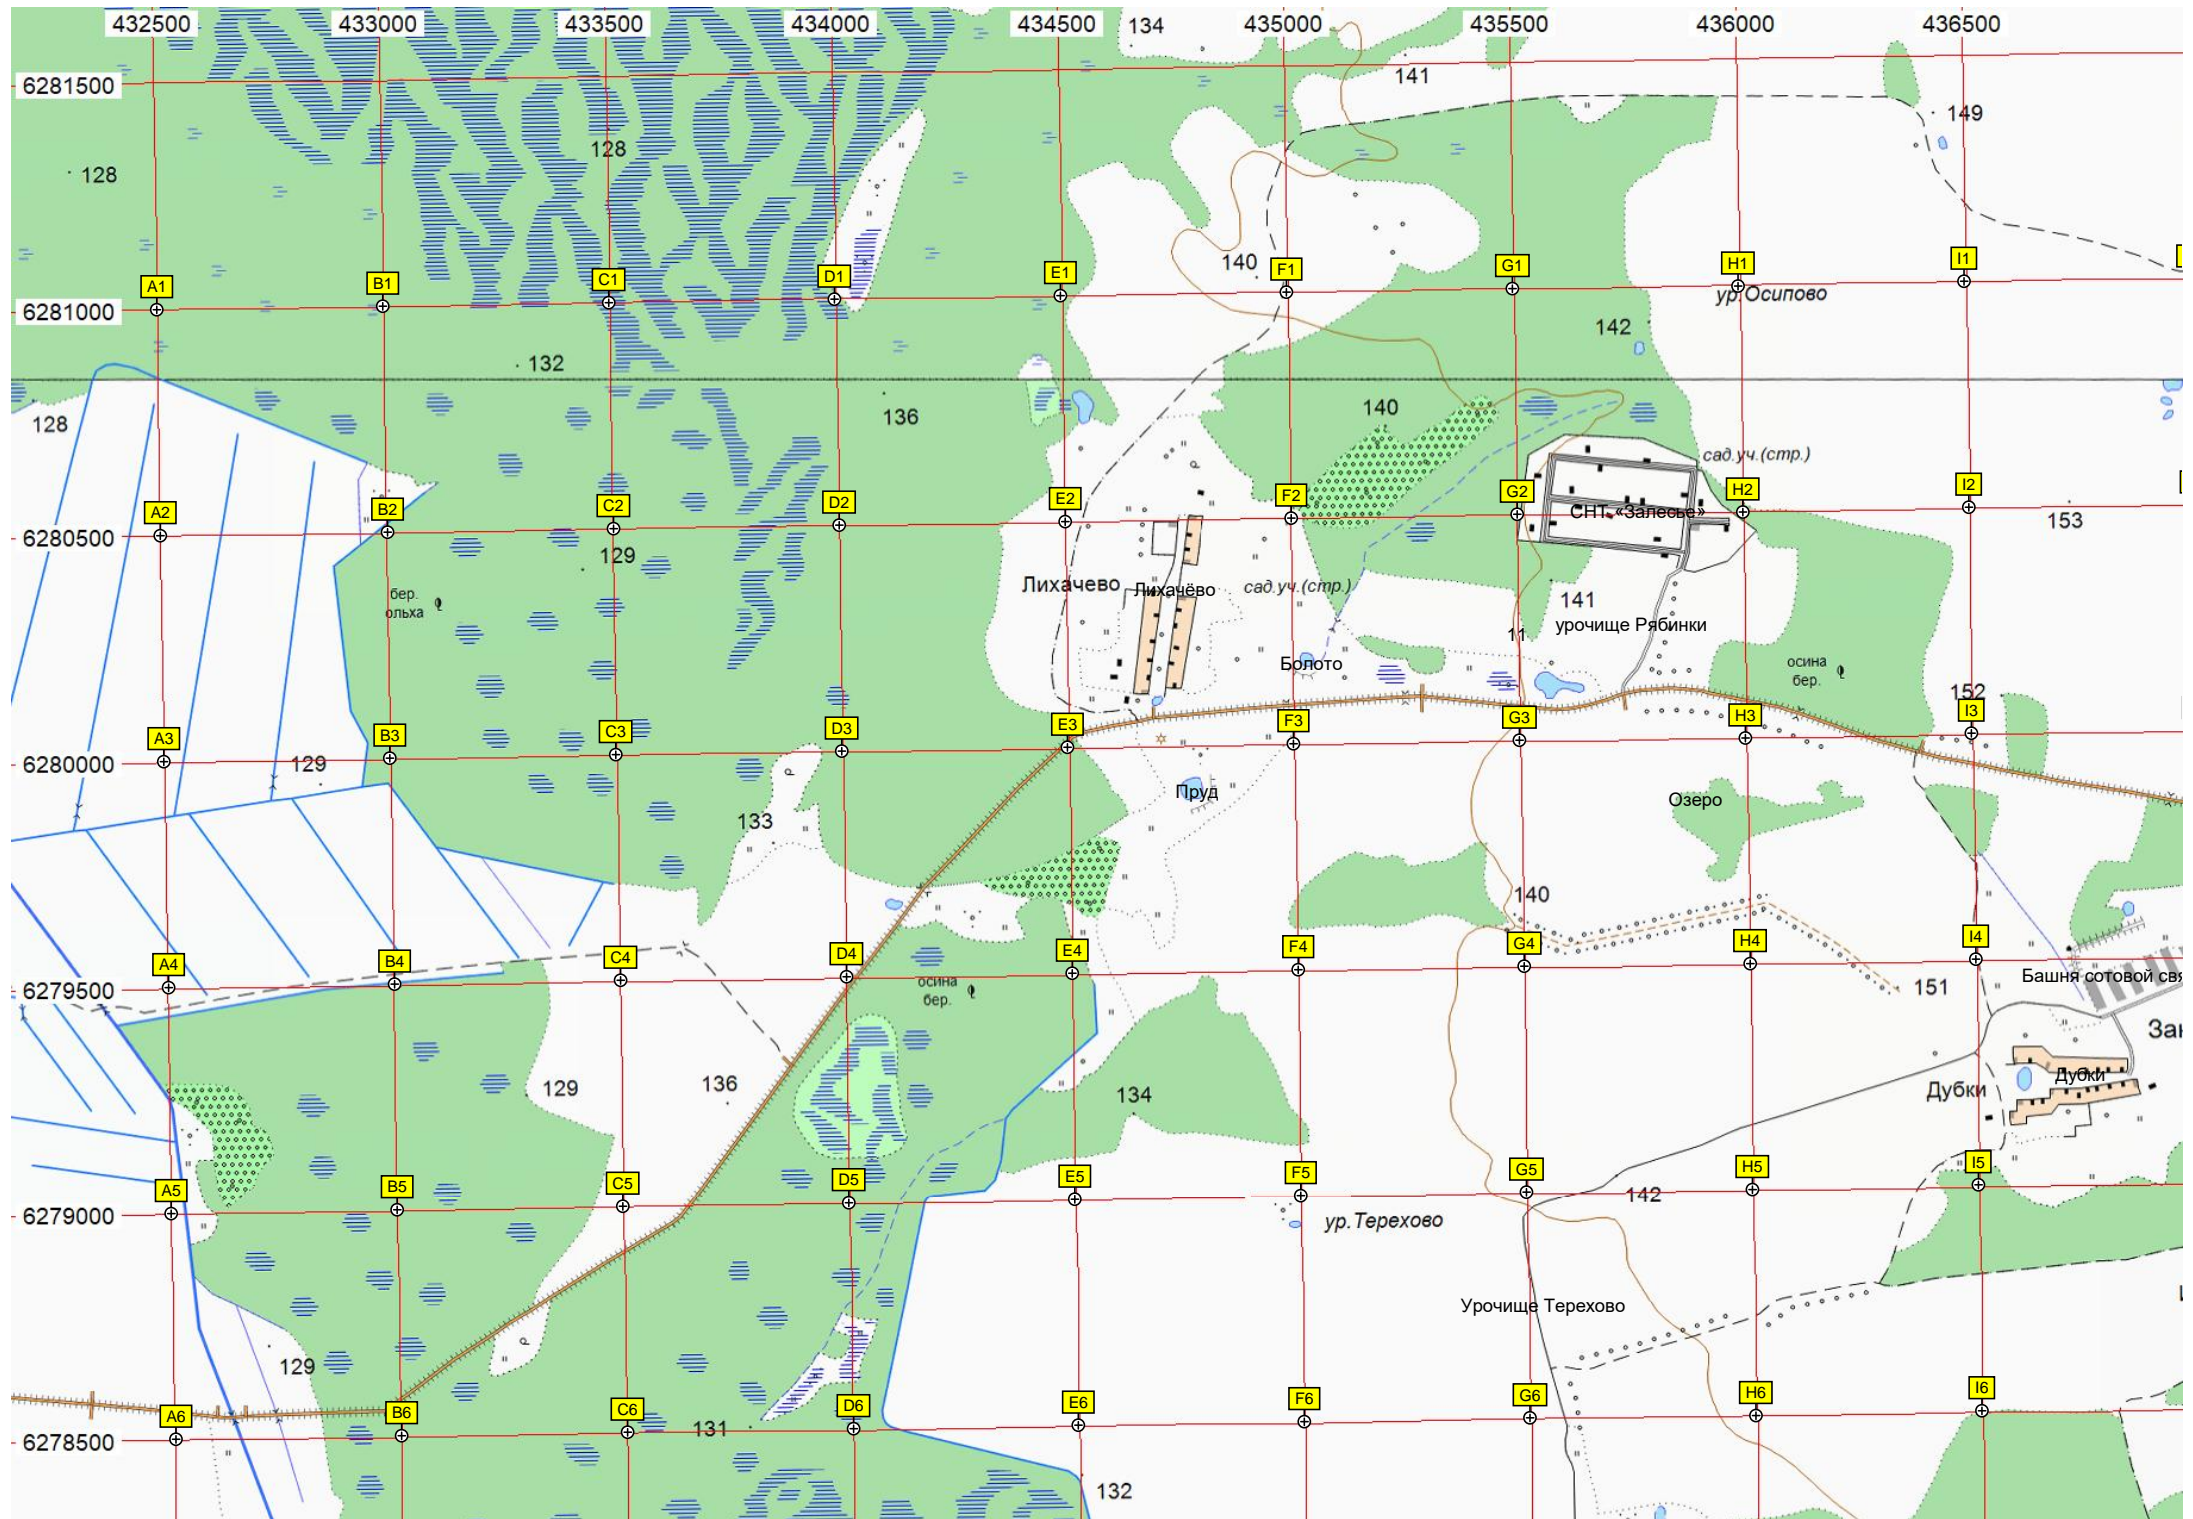 432500 433000 433500 434000 434500 435000 435500 436000 436500
134
141
6281500
149
128
128
140
A1 B1 C1 D1 E1 F1 G1 H1 I1
ур.Осипово
6281000
142
132
128
136
140
сад.уч.(стр.)
A2 B2 C2 D2 E2 F2 G2 H2 I2
СНТ «Залесье»
153
6280500
129
Лихачево
Лихачёво
сад.уч.(стр.)
бер.
ольха
141
урочище Рябинки
11
Болото
осина
бер.
152
A3 B3 C3 D3 E3 F3 G3 H3 I3
6280000
129
Пруд
Озеро
133
140
A4 B4 C4 D4 E4 F4 G4 H4 I4
Башня сотовой свя
осина
бер.
151
6279500
Зан
129
136
134
Дубки
Дубки
A5 B5 C5 D5 E5 F5 G5 H5 I5
142
6279000
ур.Терехово
Урочище Терехово
129
A6 B6 C6 D6 E6 F6 G6 H6 I6
131
6278500
132